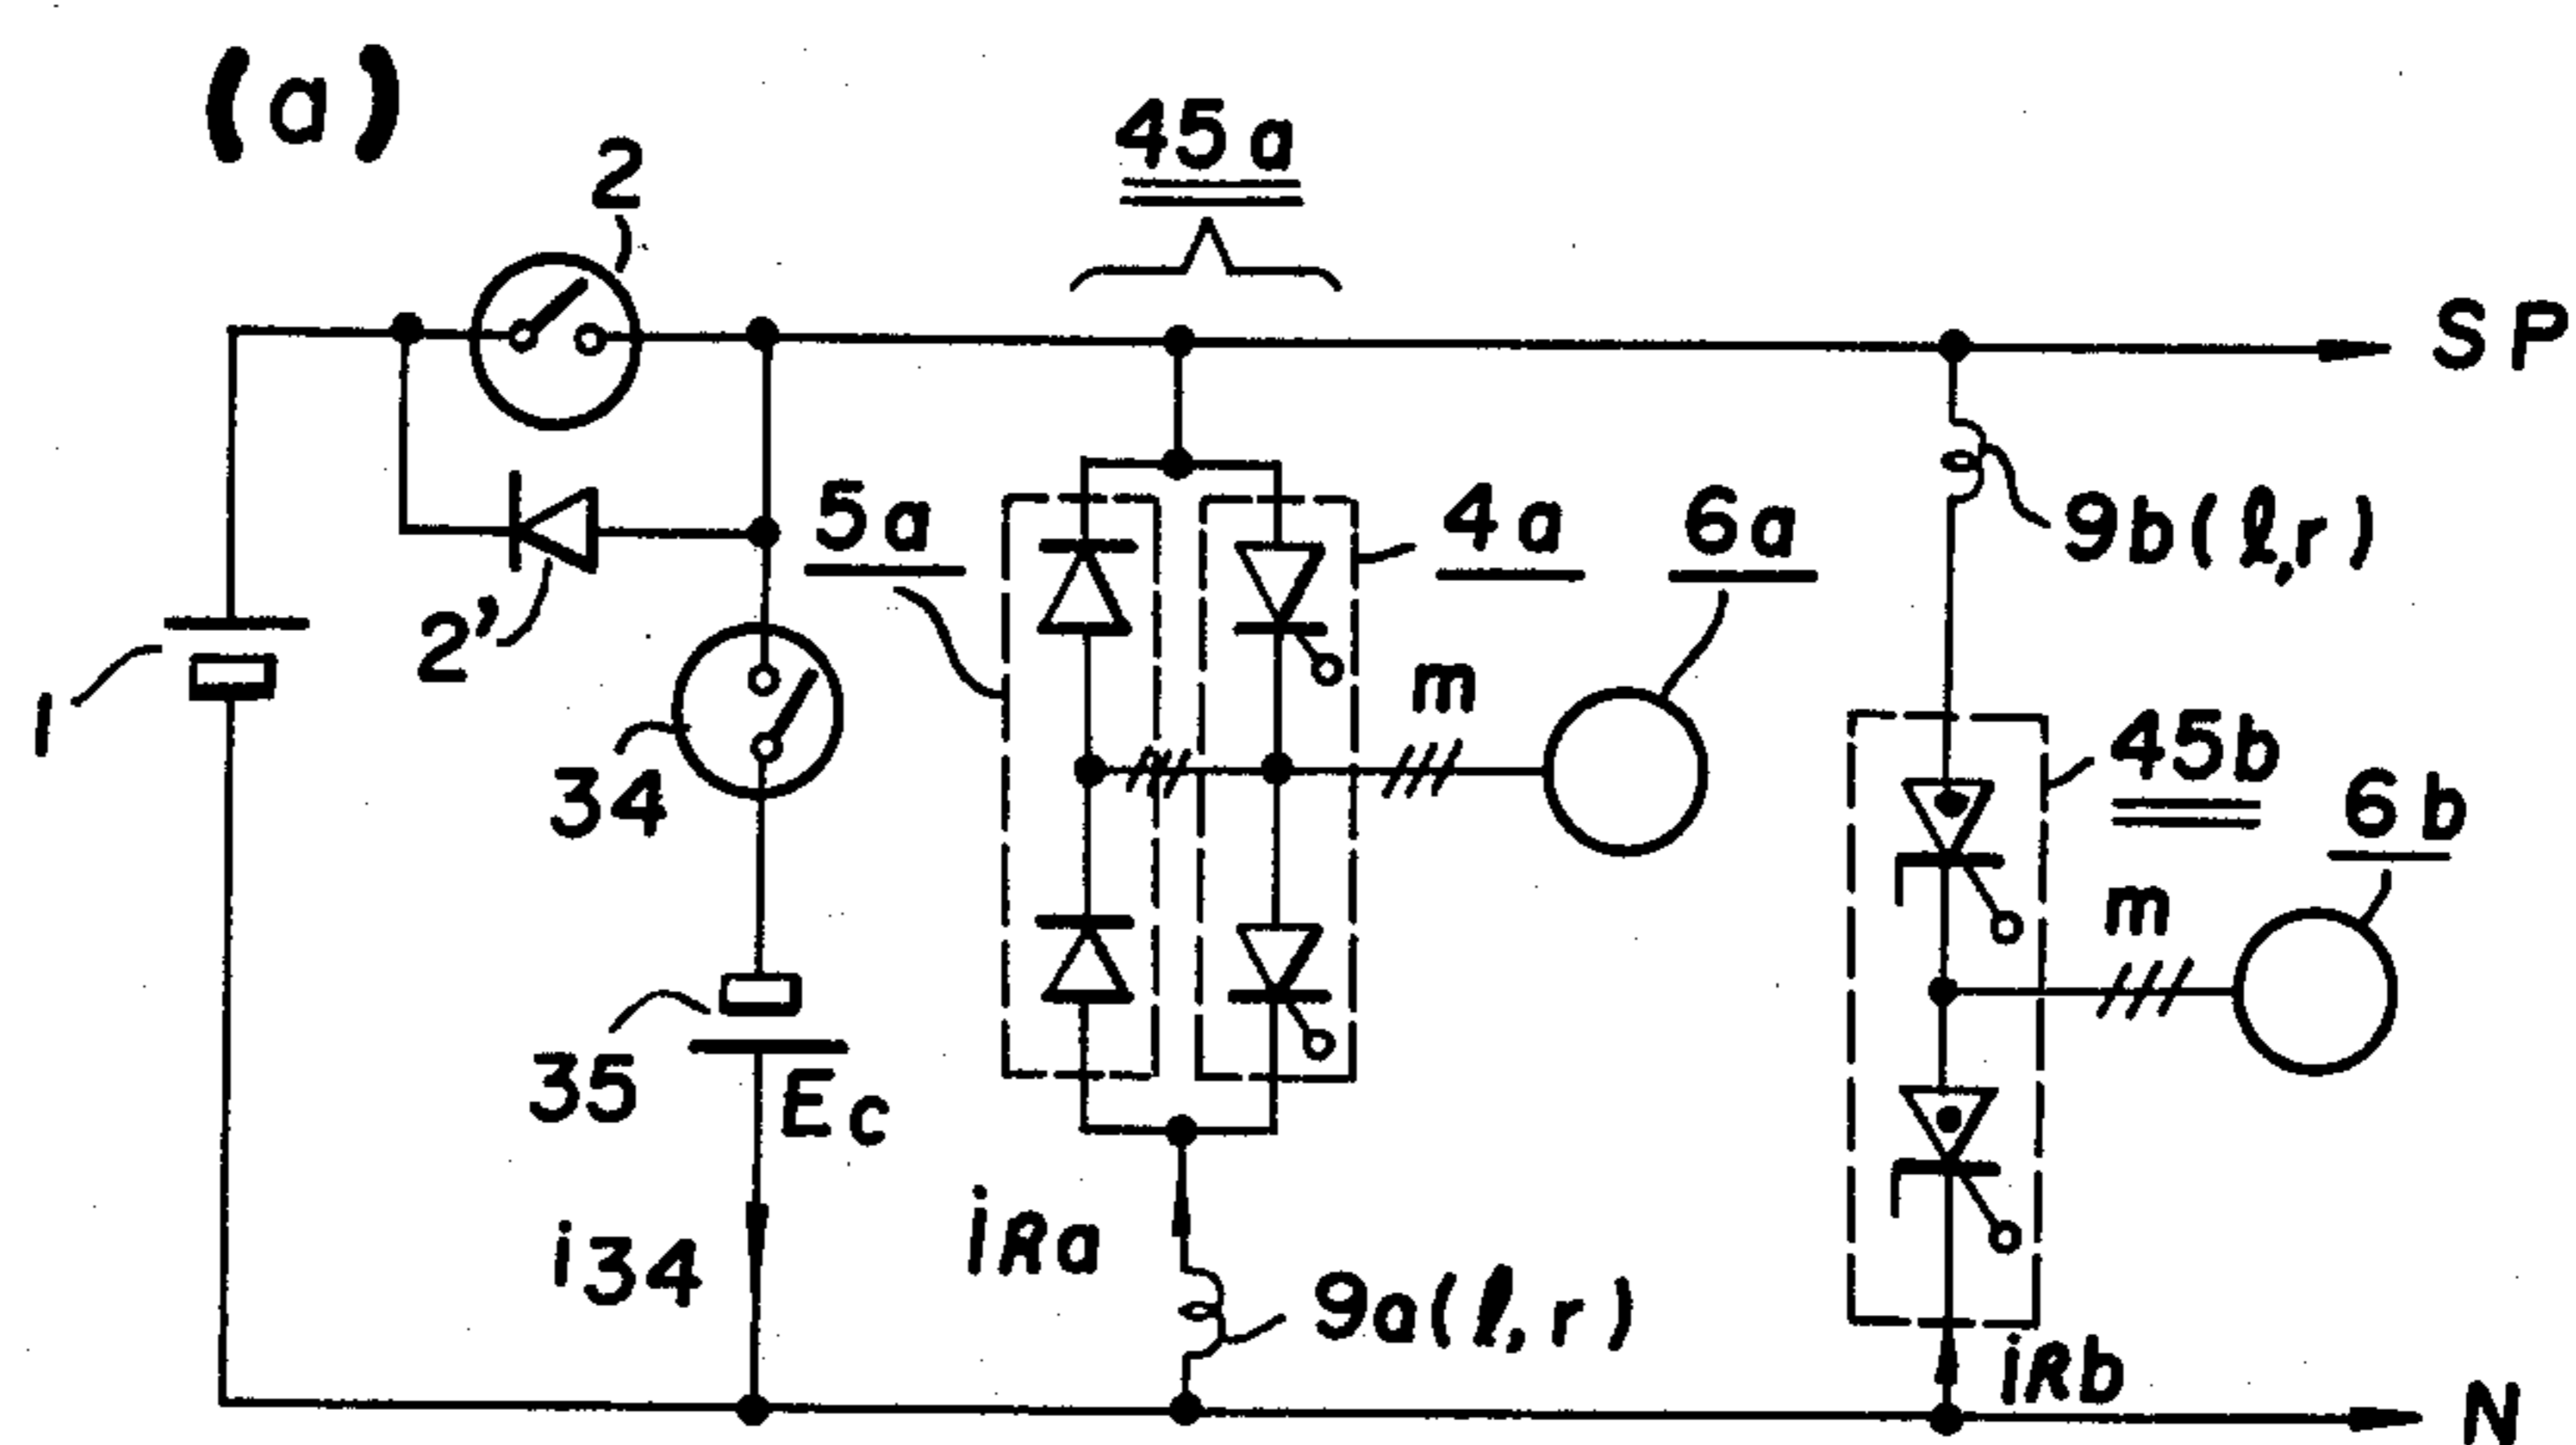 (a)
2
45a
SP
5a
4a
6a
9b(ℓ,r)
2'
1
m
34
45b
6b
m
35
Ec
i34
iRa
9a(ℓ,r)
iRb
N